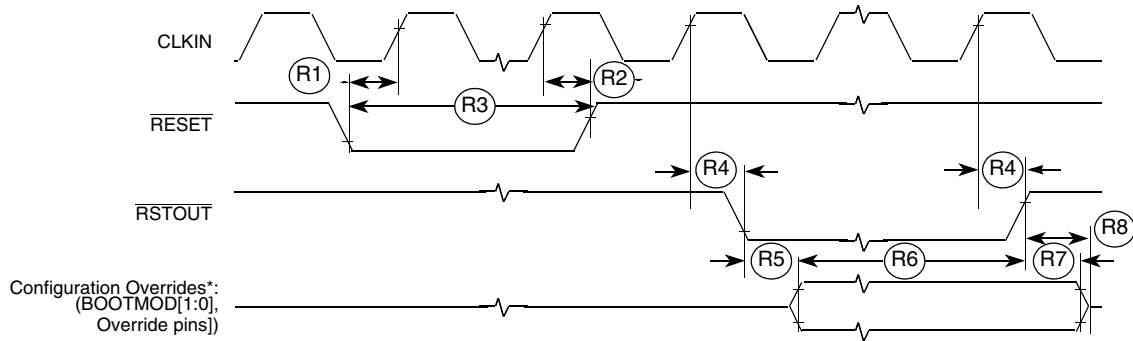 CLKIN
R1
R2
R3
RESET
R4
R4
RSTOUT
R8
R5
R6
R7
Configuration Overrides*:
(BOOTMOD[1:0],
Override pins])